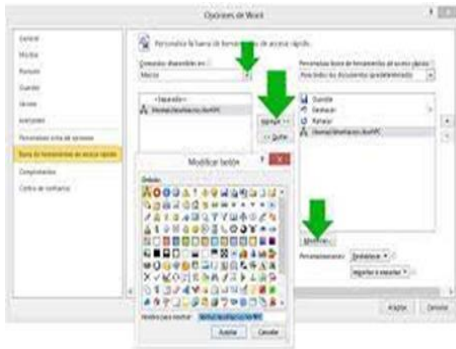 Opciones de Word
General
Mostrar
Revisión
Guardar
Idioma
Avanzadas
Personalizar cinta de opciones
Barra de herramientas de acceso rápido
Complementos
Centro de confianza
Personalice la barra de herramientas de acceso rápido.
Comandos disponibles en:
Macros
<Separador>
Agregar >>
<< Quitar
Personalizar barra de herramientas de acceso rápido
Para todos los documentos (predeterminado)
Guardar
Deshacer
Rehacer
Modificar...
Personalizaciones:
Restablecer
Importar o exportar
Aceptar
Cancelar
Modificar botón
Símbolo:
Nombre para mostrar:
Aceptar
Cancelar